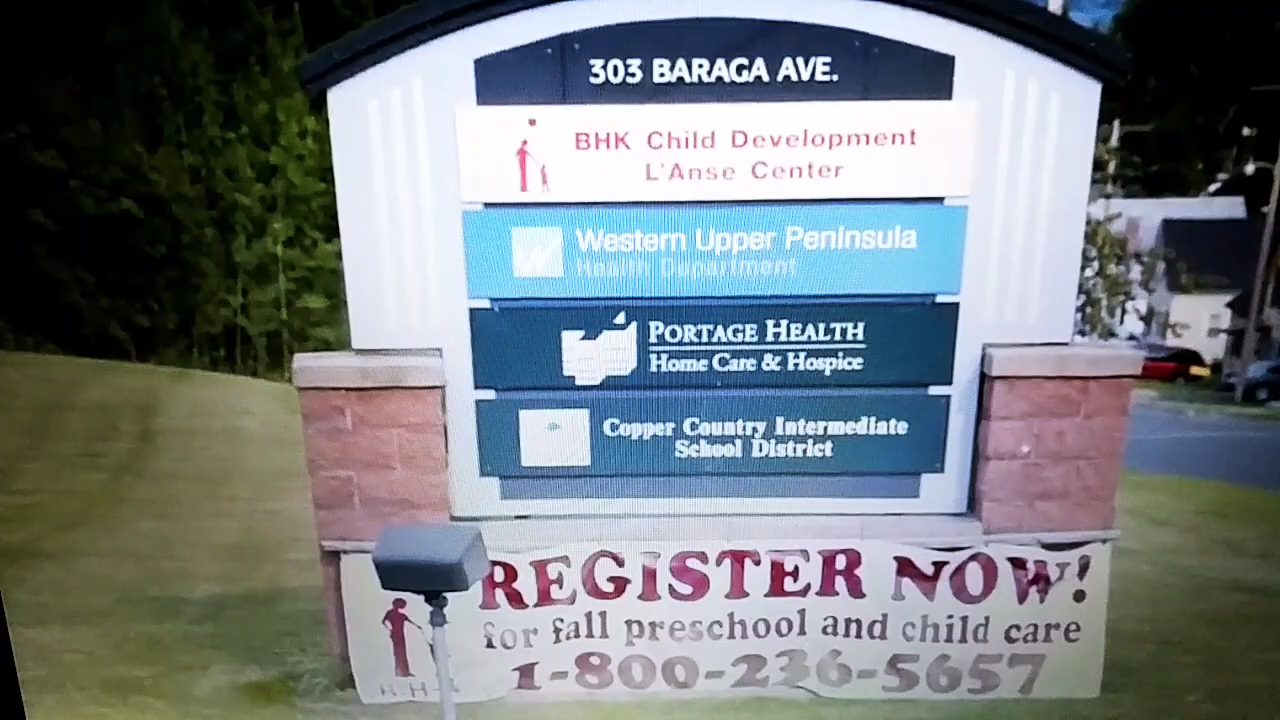 303 BARAGA AVE.
BHK Child Development
L'Anse Center
Western Upper Peninsula
Health Department
PORTAGE HEALTH
Home Care & Hospice
Copper Country Intermediate
School District
REGISTER NOW!
for fall preschool and child care
1-800-236-5657